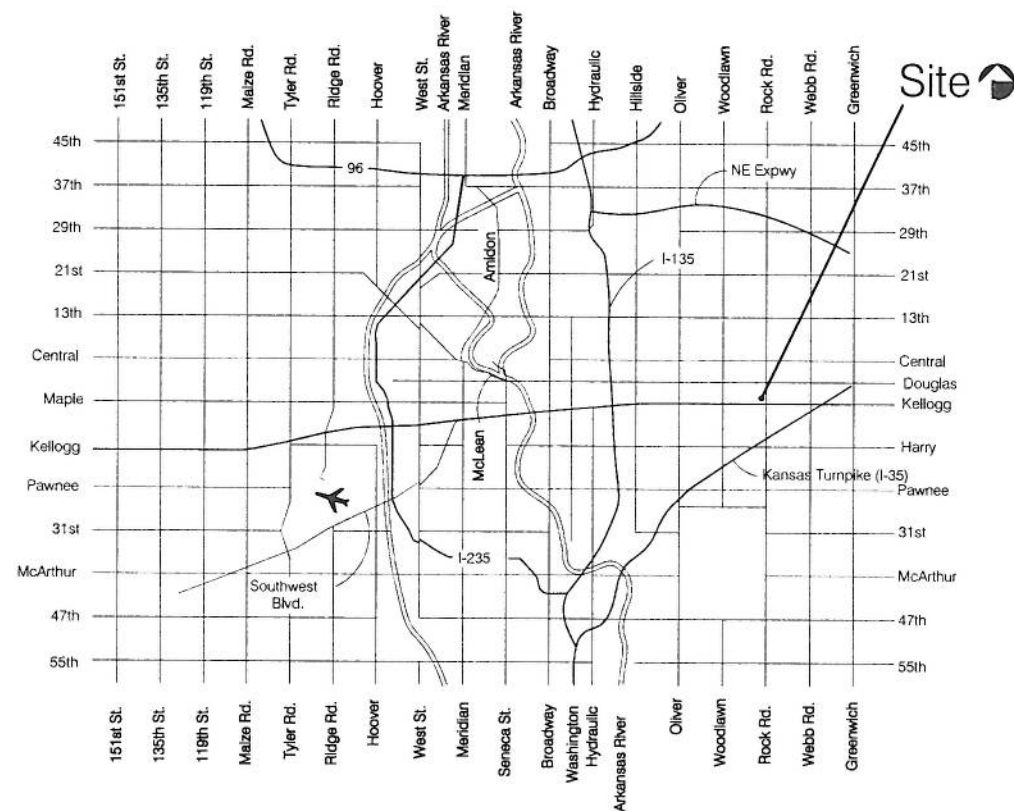 151st St.
135th St.
119th St.
Maize Rd.
Tyler Rd.
Ridge Rd.
Hoover
West St.
Arkansas River
Meridian
Arkansas River
Broadway
Hydraulic
Hillside
Oliver
Woodlawn
Rock Rd.
Webb Rd.
Greenwich
Site
45th
45th
96
NE Expwy
37th
37th
29th
29th
Amidon
I-135
21st
21st
13th
13th
Central
Central
Douglas
Maple
Kellogg
McLean
Kellogg
Harry
Kansas Turnpike (I-35)
Pawnee
Pawnee
31st
31st
I-235
McArthur
McArthur
Southwest
Blvd.
47th
47th
55th
55th
151st St.
135th St.
119th St.
Maize Rd.
Tyler Rd.
Ridge Rd.
Hoover
West St.
Meridian
Seneca St.
Broadway
Washington
Hydraulic
Arkansas River
Oliver
Woodlawn
Rock Rd.
Webb Rd.
Greenwich